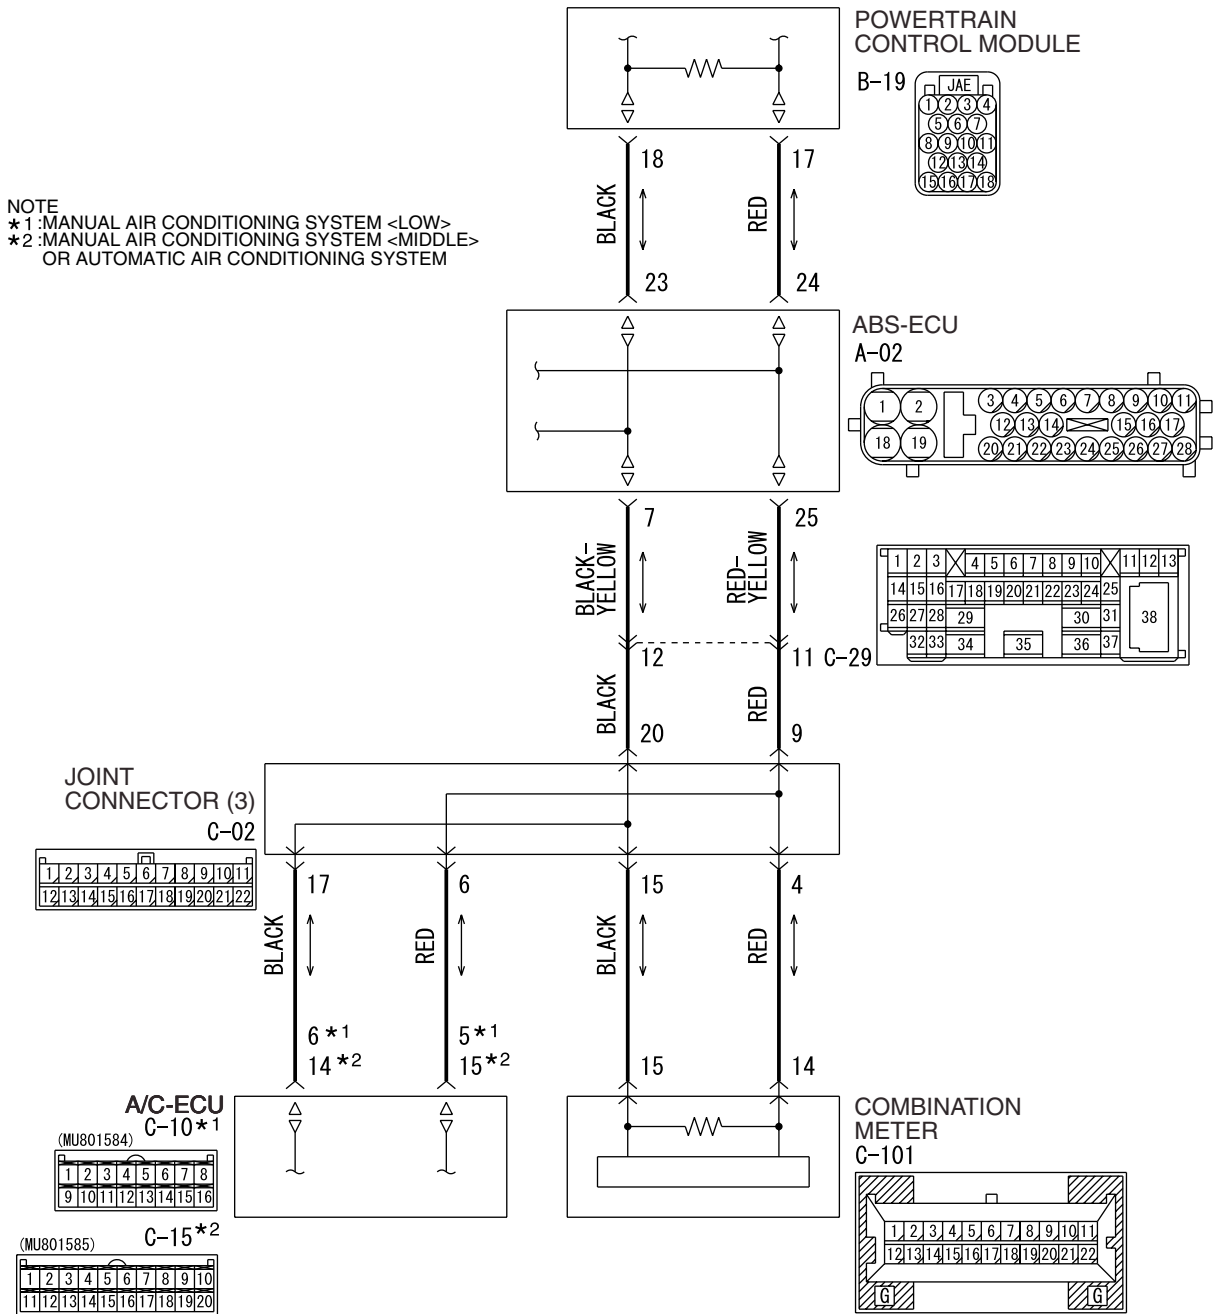 POWERTRAIN
CONTROL MODULE
B-19
JAE
1 2 3 4
5 6 7
8 9 10 11
12 13 14
15 16 17 18
18
17
BLACK
RED
NOTE
*1:MANUAL AIR CONDITIONING SYSTEM <LOW>
*2:MANUAL AIR CONDITIONING SYSTEM <MIDDLE>
OR AUTOMATIC AIR CONDITIONING SYSTEM
23
24
ABS-ECU
A-02
1 2 3 4 5 6 7 8 9 10 11
12 13 14 15 16 17
18 19 20 21 22 23 24 25 26 27 28
7
25
BLACK-
YELLOW
RED-
YELLOW
1 2 3 4 5 6 7 8 9 10 11 12 13
14 15 16 17 18 19 20 21 22 23 24 25
26 27 28 29 30 31 38
32 33 34 35 36 37
12
11 C-29
BLACK
RED
20
9
JOINT
CONNECTOR (3)
C-02
1 2 3 4 5 6 7 8 9 10 11
12 13 14 15 16 17 18 19 20 21 22
17
6
15
4
BLACK
RED
BLACK
RED
6*1
14*2
5*1
15*2
15
14
A/C-ECU
C-10*1
(MU801584)
1 2 3 4 5 6 7 8
9 10 11 12 13 14 15 16
C-15*2
(MU801585)
1 2 3 4 5 6 7 8 9 10
11 12 13 14 15 16 17 18 19 20
COMBINATION
METER
C-101
1 2 3 4 5 6 7 8 9 10 11
12 13 14 15 16 17 18 19 20 21 22
G
G